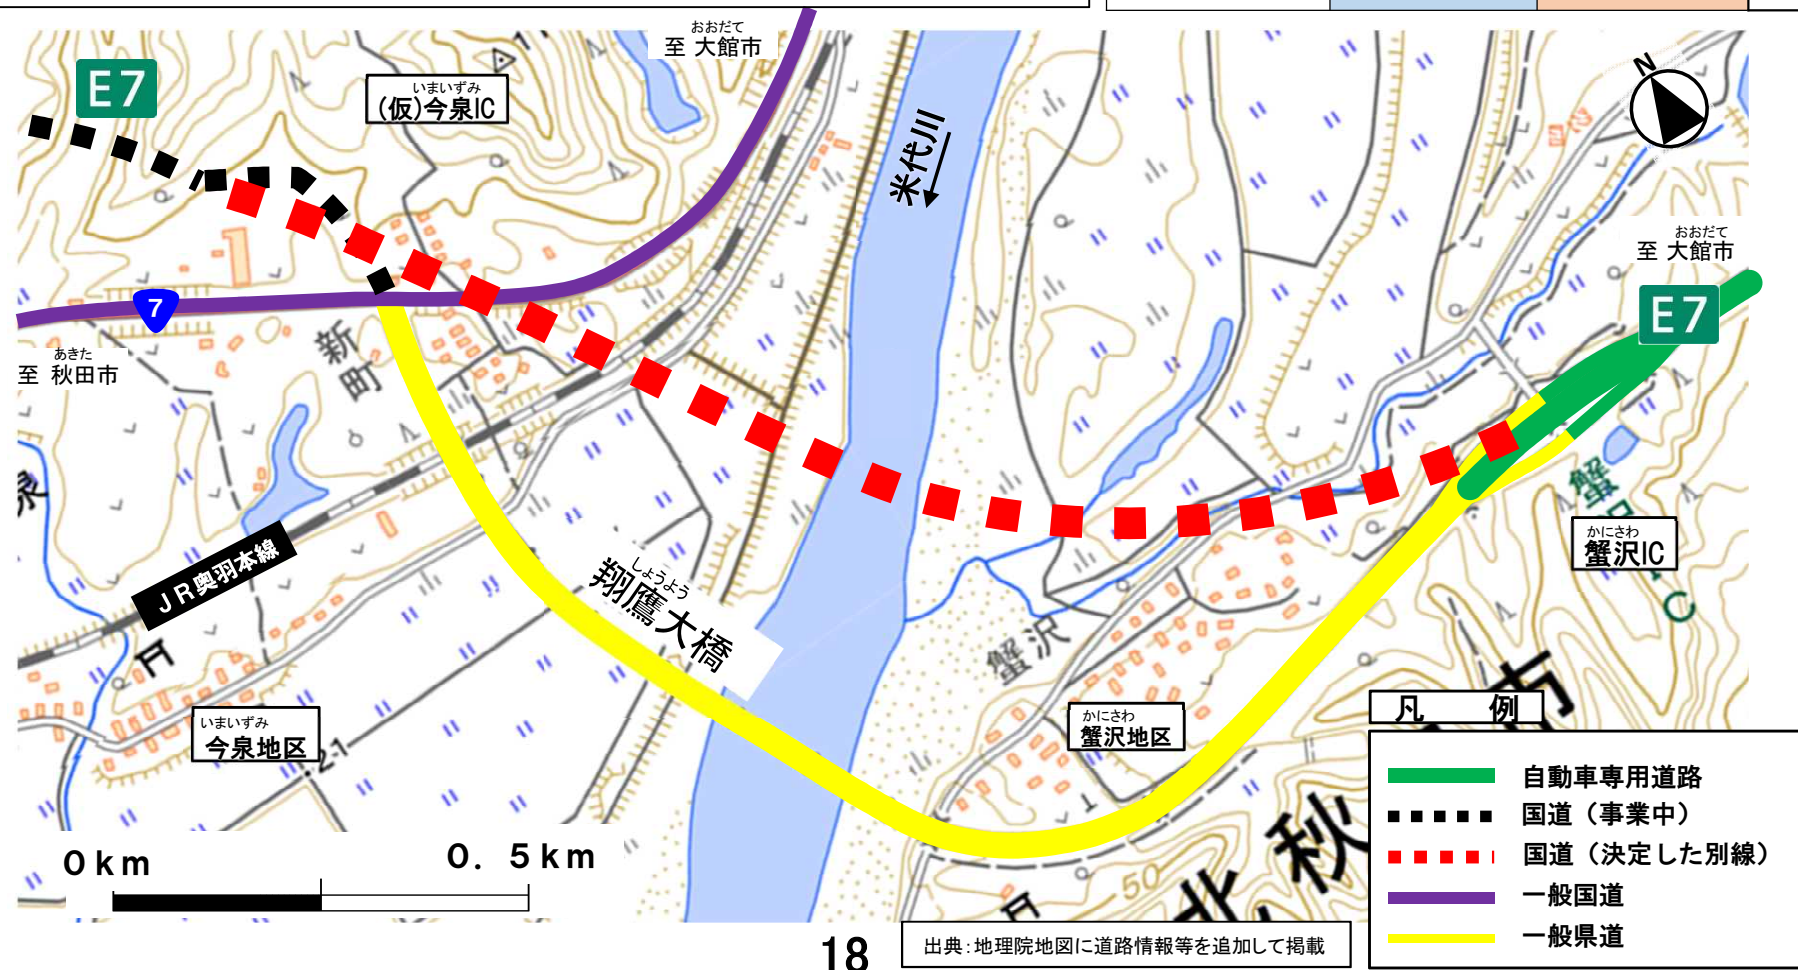 おおだて
至 大館市
E7
いまいずみ
(仮)今泉IC
N
米代川
おおだて
至 大館市
E7
7
新町
あきた
至 秋田市
蟹
かにさわ
蟹沢IC
C
泉
JR奥羽本線
しょうよう
翔鷹大橋
蟹沢
いまいずみ
今泉地区
かにさわ
蟹沢地区
市
北秋
50
凡 例
自動車専用道路
国道(事業中)
国道(決定した別線)
一般国道
一般県道
0km
0.5km
18
出典:地理院地図に道路情報等を追加して掲載